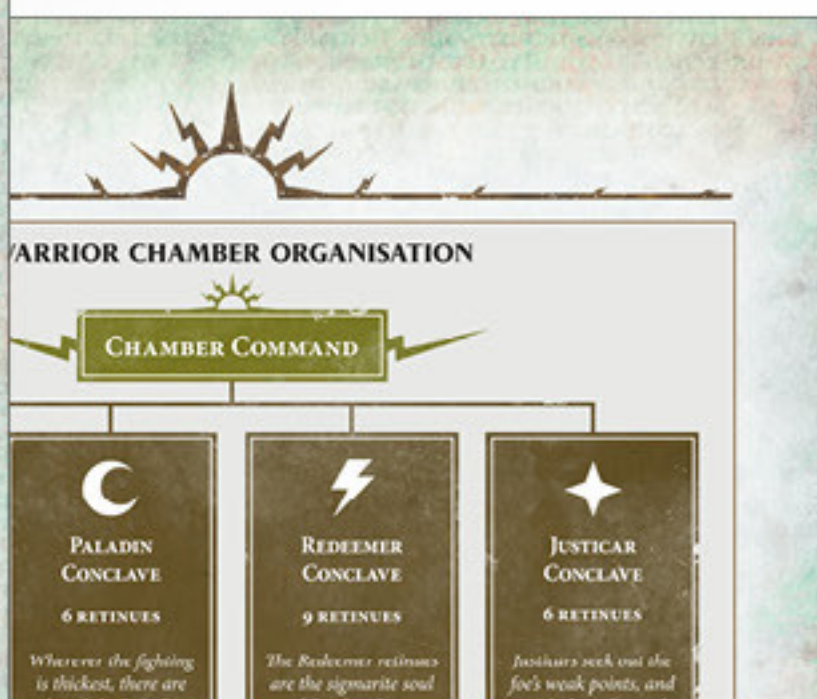 ARRIOR CHAMBER ORGANISATION
CHAMBER COMMAND
PALADIN
CONCLAVE
6 RETINUES
Wherever the fighting
is thickest, there are
REDEEMER
CONCLAVE
9 RETINUES
The Redeemer retinues
are the sigmarite soul
JUSTICAR
CONCLAVE
6 RETINUES
Justicars seek out the
foe's weak points, and